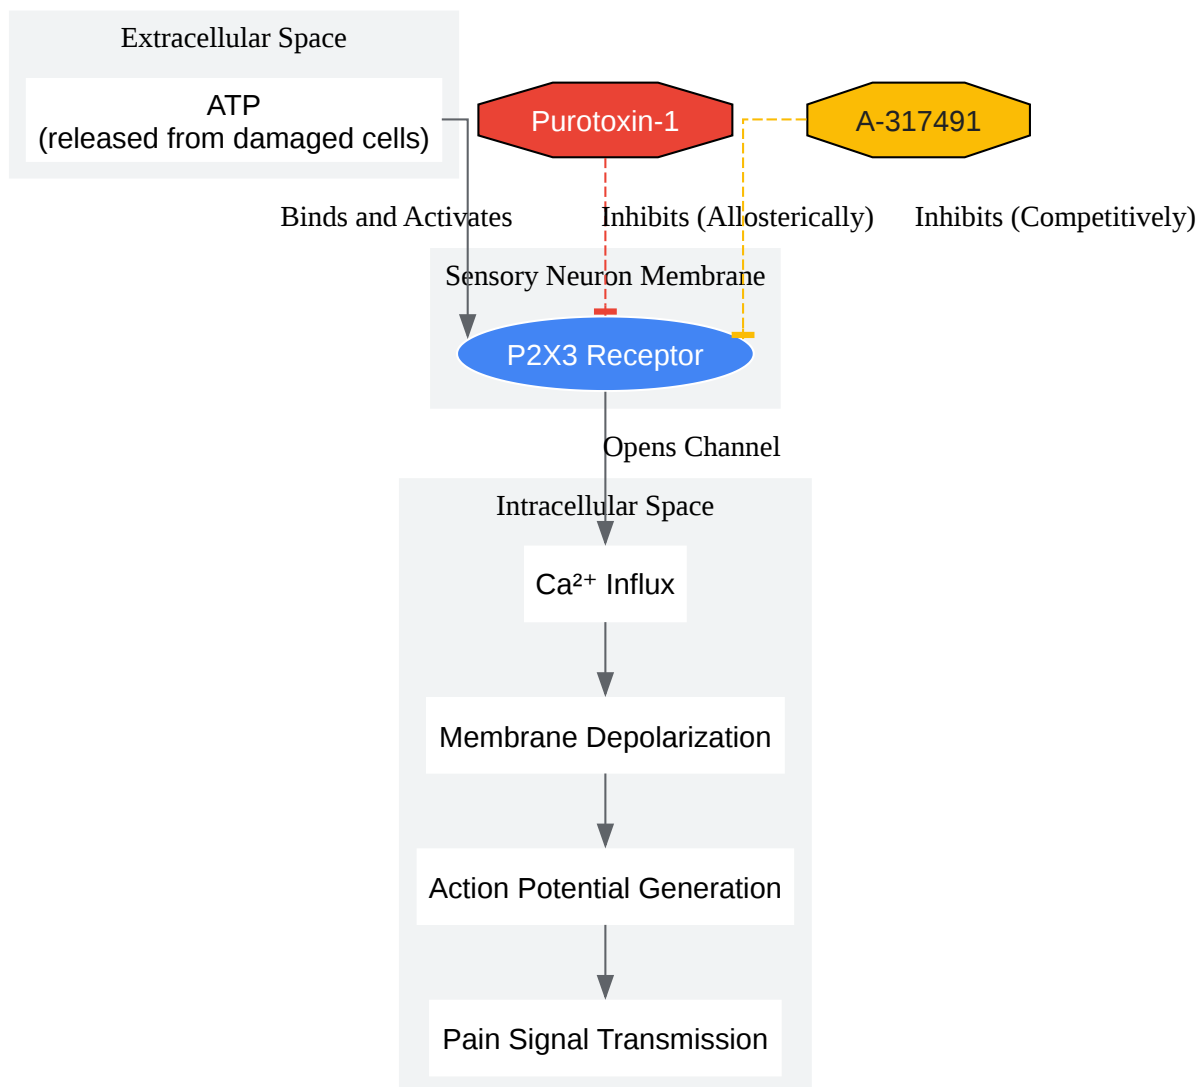 Extracellular Space
ATP
(released from damaged cells)
Purotoxin-1
A-317491
Binds and Activates
Inhibits (Allosterically)
Inhibits (Competitively)
Sensory Neuron Membrane
P2X3 Receptor
Opens Channel
Intracellular Space
Ca²⁺ Influx
Membrane Depolarization
Action Potential Generation
Pain Signal Transmission